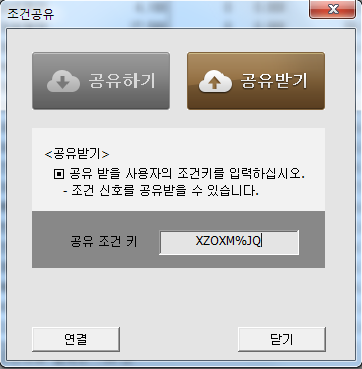 조건공유
공유하기 공유받기
<공유받기>
▣ 공유 받을 사용자의 조건키를 입력하십시오.
- 조건 신호를 공유받을 수 있습니다.
공유 조건 키 XZOXM%JQ
연결 닫기